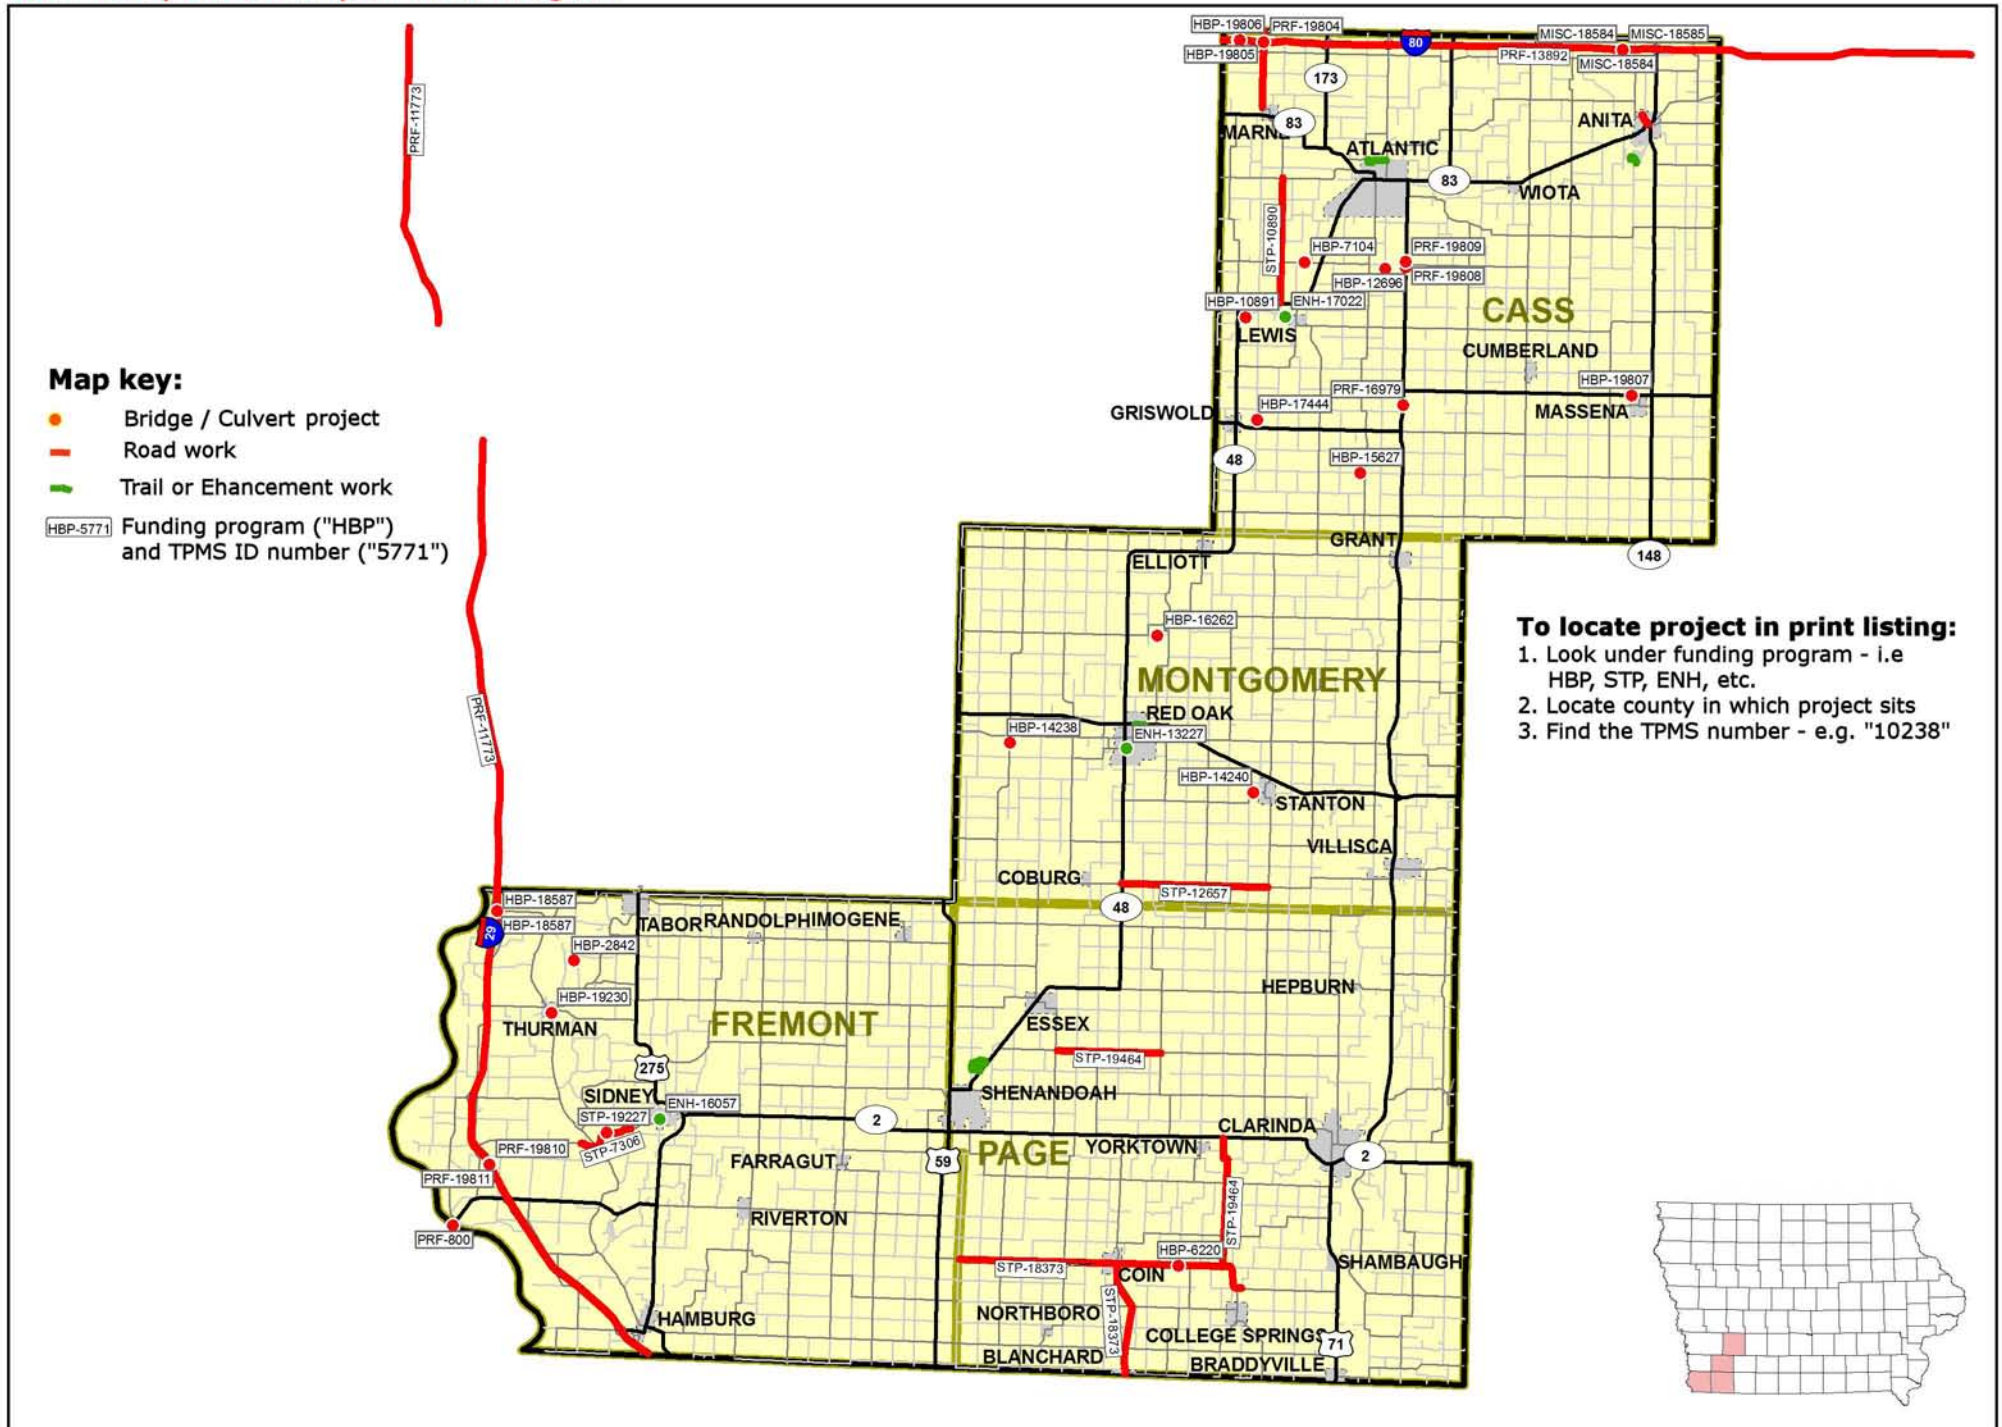 HBP-19806
PRF-19804
HBP-19805
80
MISC-18584
MISC-18585
PRF-13892
MISC-18584
173
PRF-11773
83
MARNE
ANITA
ATLANTIC
83
WIOTA
STP-10890
HBP-7104
PRF-19809
HBP-12696
PRF-19808
HBP-10891
ENH-17022
CASS
LEWIS
CUMBERLAND
Map key:
Bridge / Culvert project
Road work
Trail or Ehancement work
HBP-5771
Funding program ("HBP")
and TPMS ID number ("5771")
PRF-16979
HBP-19807
HBP-17444
GRISWOLD
MASSENA
48
HBP-15627
GRANT
ELLIOTT
148
HBP-16262
To locate project in print listing:
1. Look under funding program - i.e
HBP, STP, ENH, etc.
2. Locate county in which project sits
3. Find the TPMS number - e.g. "10238"
MONTGOMERY
RED OAK
HBP-14238
ENH-13227
PRF-11773
HBP-14240
STANTON
VILLISCA
COBURG
STP-12657
48
HBP-18587
HBP-18587
29
TABOR
RANDOLPH
IMOGENE
HBP-2842
HEPBURN
HBP-19230
THURMAN
FREMONT
ESSEX
STP-19464
275
SIDNEY
ENH-16057
SHENANDOAH
STP-19227
2
CLARINDA
STP-7306
PRF-19810
PRF-19811
FARRAGUT
59
PAGE
YORKTOWN
2
STP-19464
RIVERTON
PRF-800
HBP-6220
STP-18373
COIN
SHAMBAUGH
NORTHBORO
STP-18373
HAMBURG
COLLEGE SPRINGS
71
BLANCHARD
BRADDYVILLE